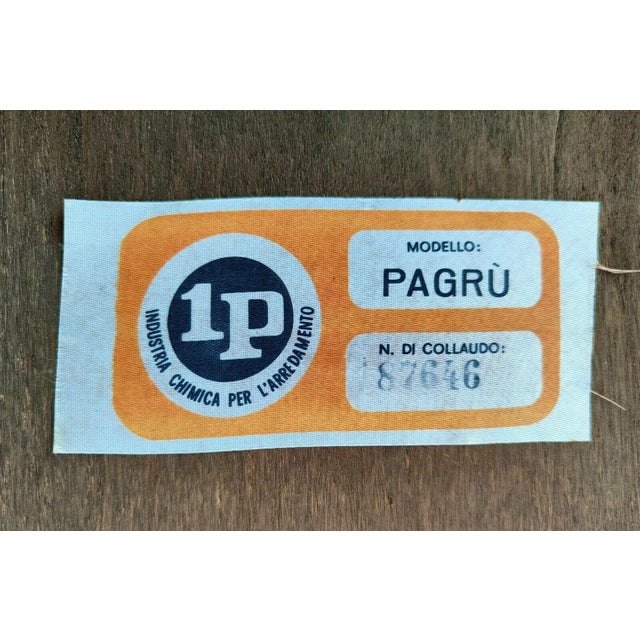 1P
INDUSTRIA CHIMICA PER L'ARREDAMENTO
MODELLO:
PAGRÙ
N. DI COLLAUDO:
87646